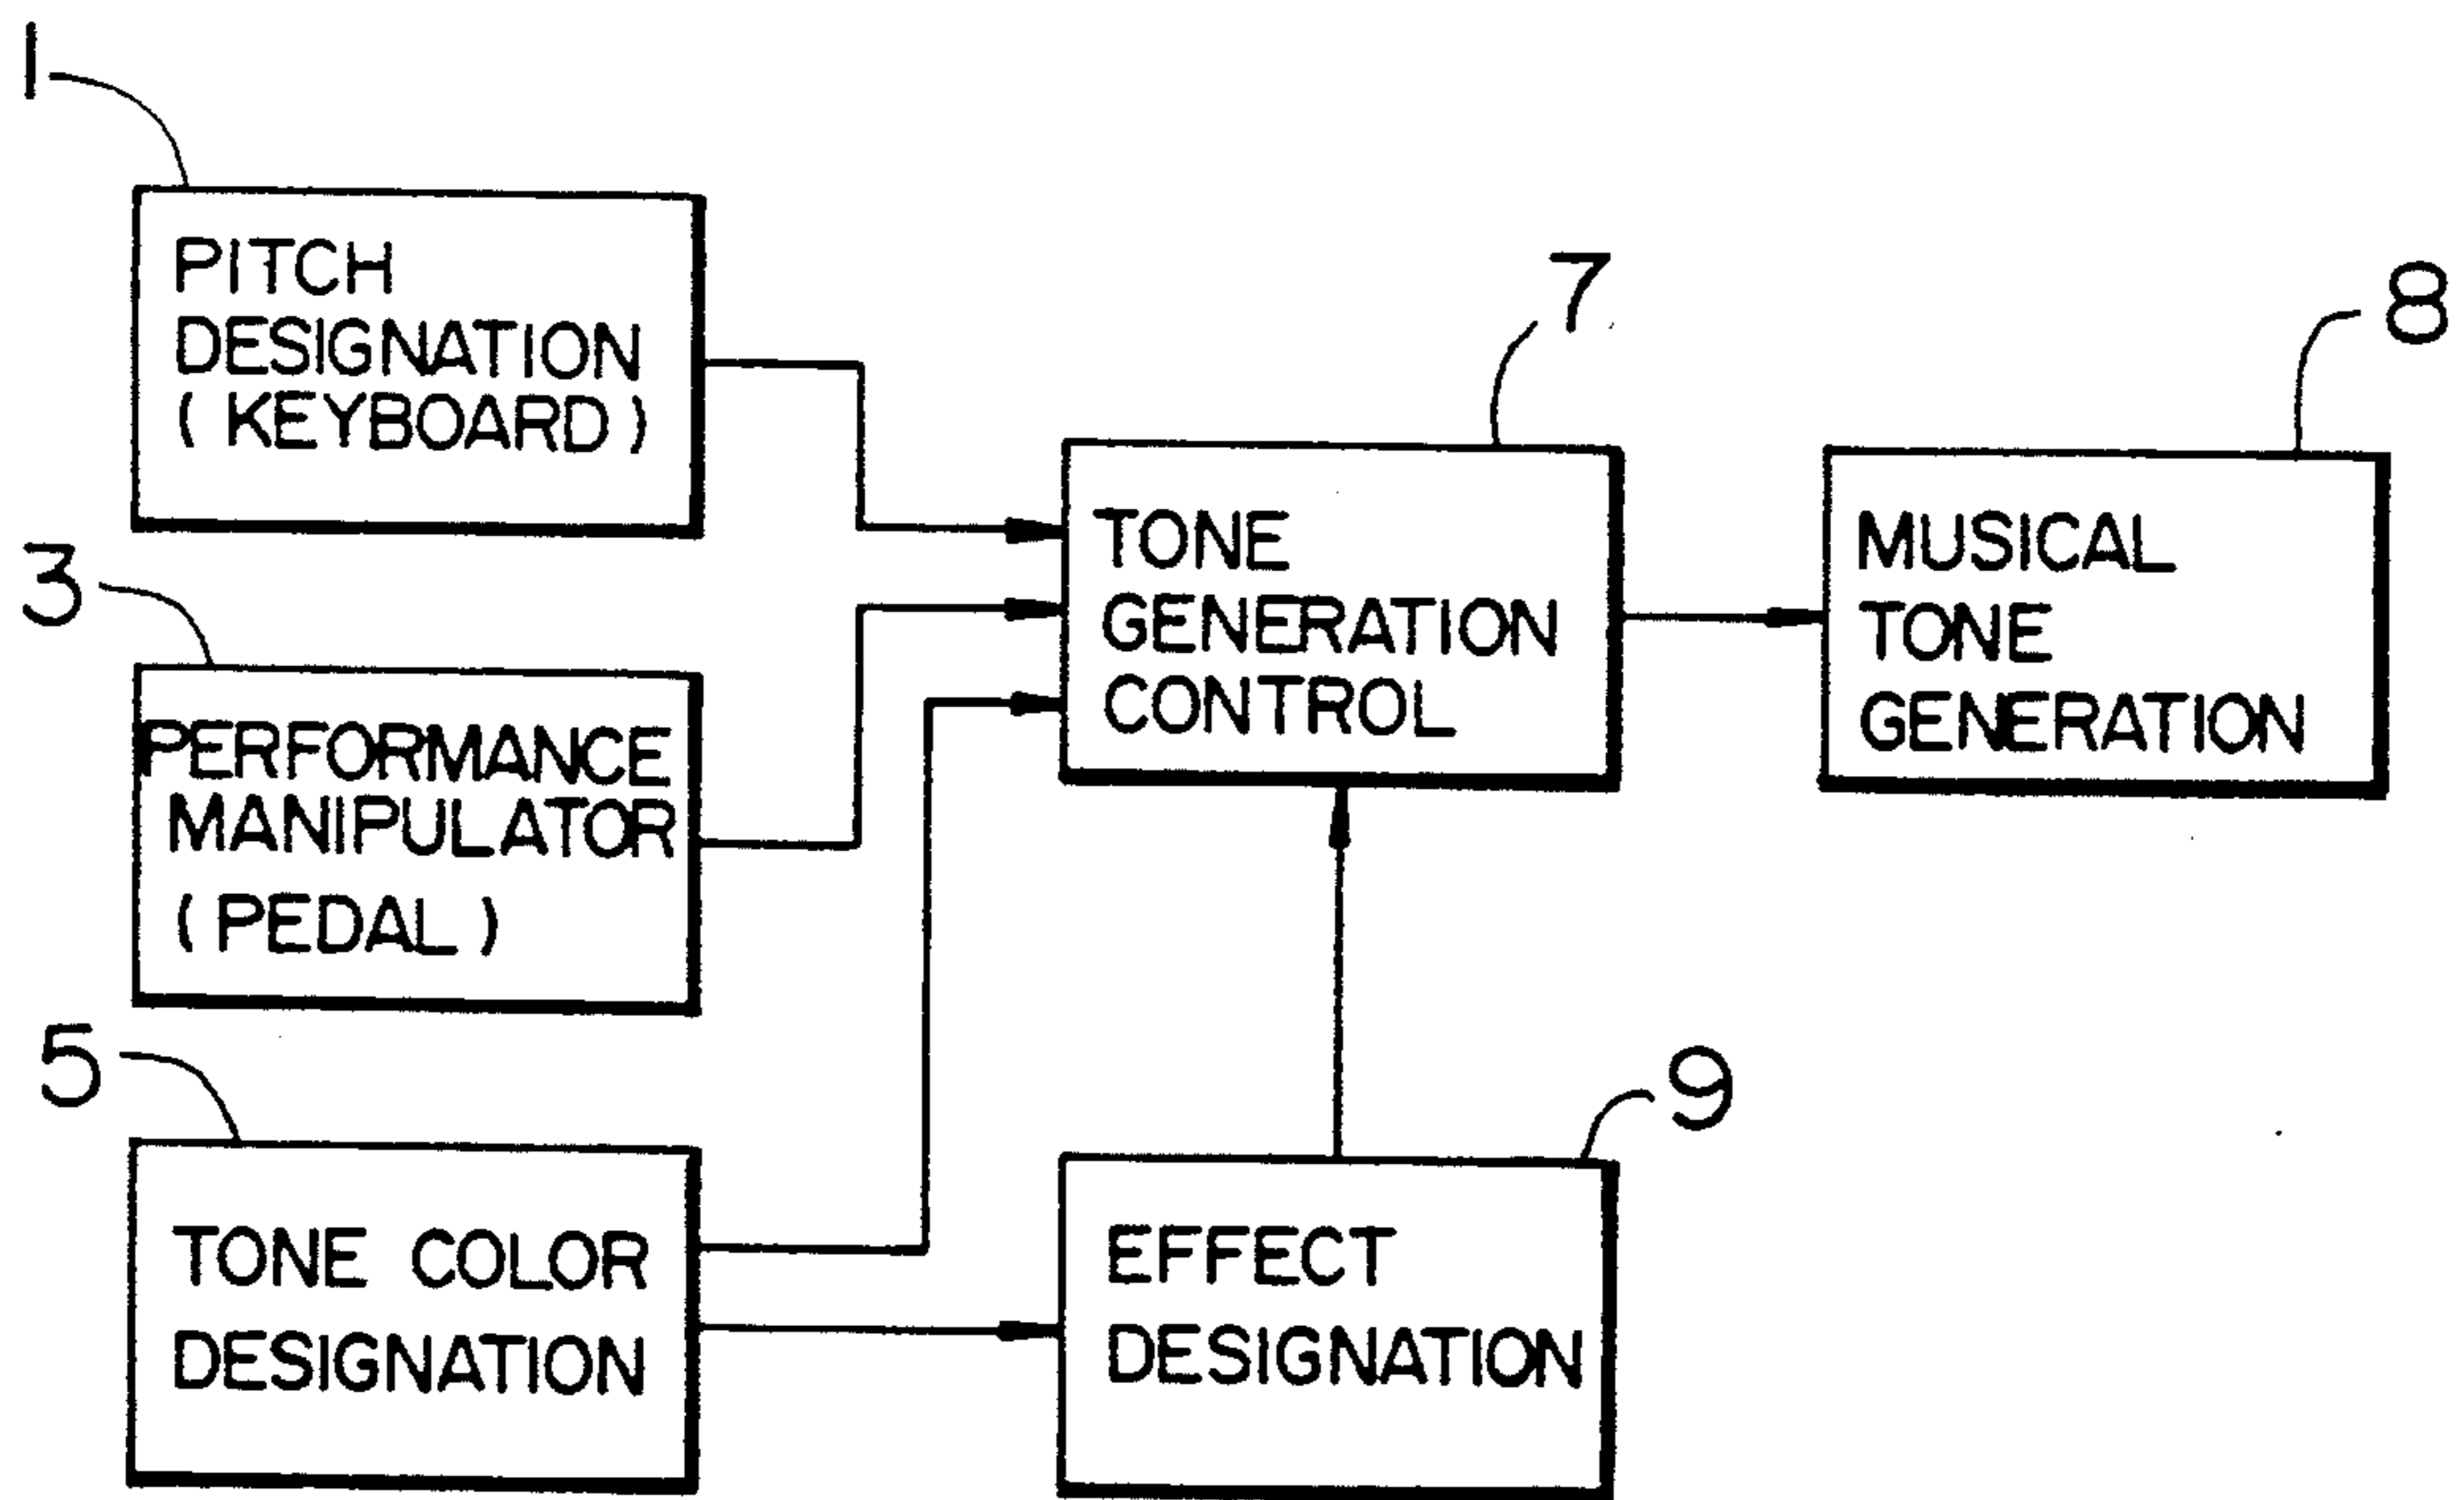 1
PITCH
DESIGNATION
(KEYBOARD)
3
PERFORMANCE
MANIPULATOR
(PEDAL)
5
TONE COLOR
DESIGNATION
7
TONE
GENERATION
CONTROL
8
MUSICAL
TONE
GENERATION
9
EFFECT
DESIGNATION